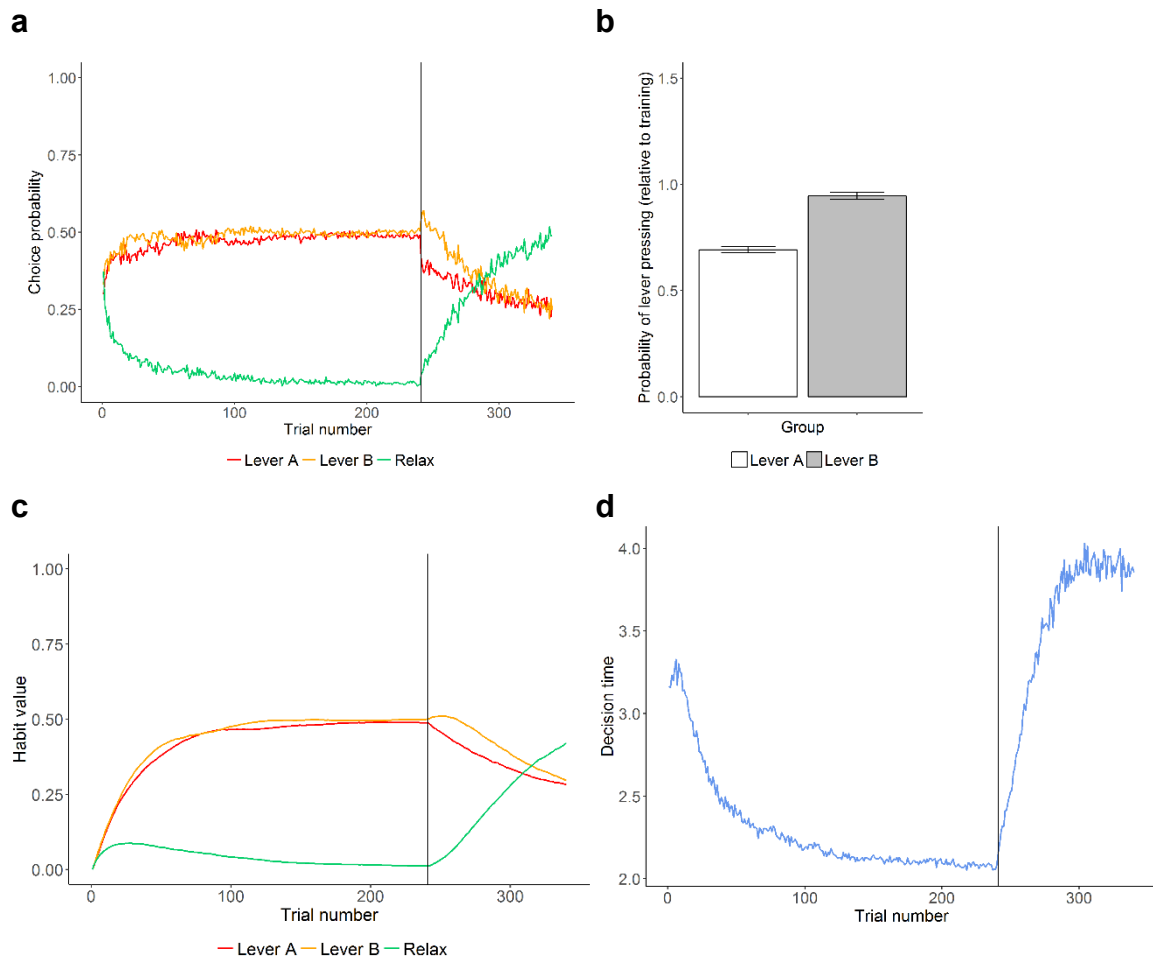 a
1.00
0.75
0.50
0.25
0.00
Choice probability
0 100 200 300
Trial number
Lever A Lever B Relax
b
1.5
1.0
0.5
0.0
Probability of lever pressing (relative to training)
Group
Lever A Lever B
c
1.00
0.75
0.50
0.25
0.00
Habit value
0 100 200 300
Trial number
Lever A Lever B Relax
d
4.0
3.5
3.0
2.5
2.0
Decision time
0 100 200 300
Trial number